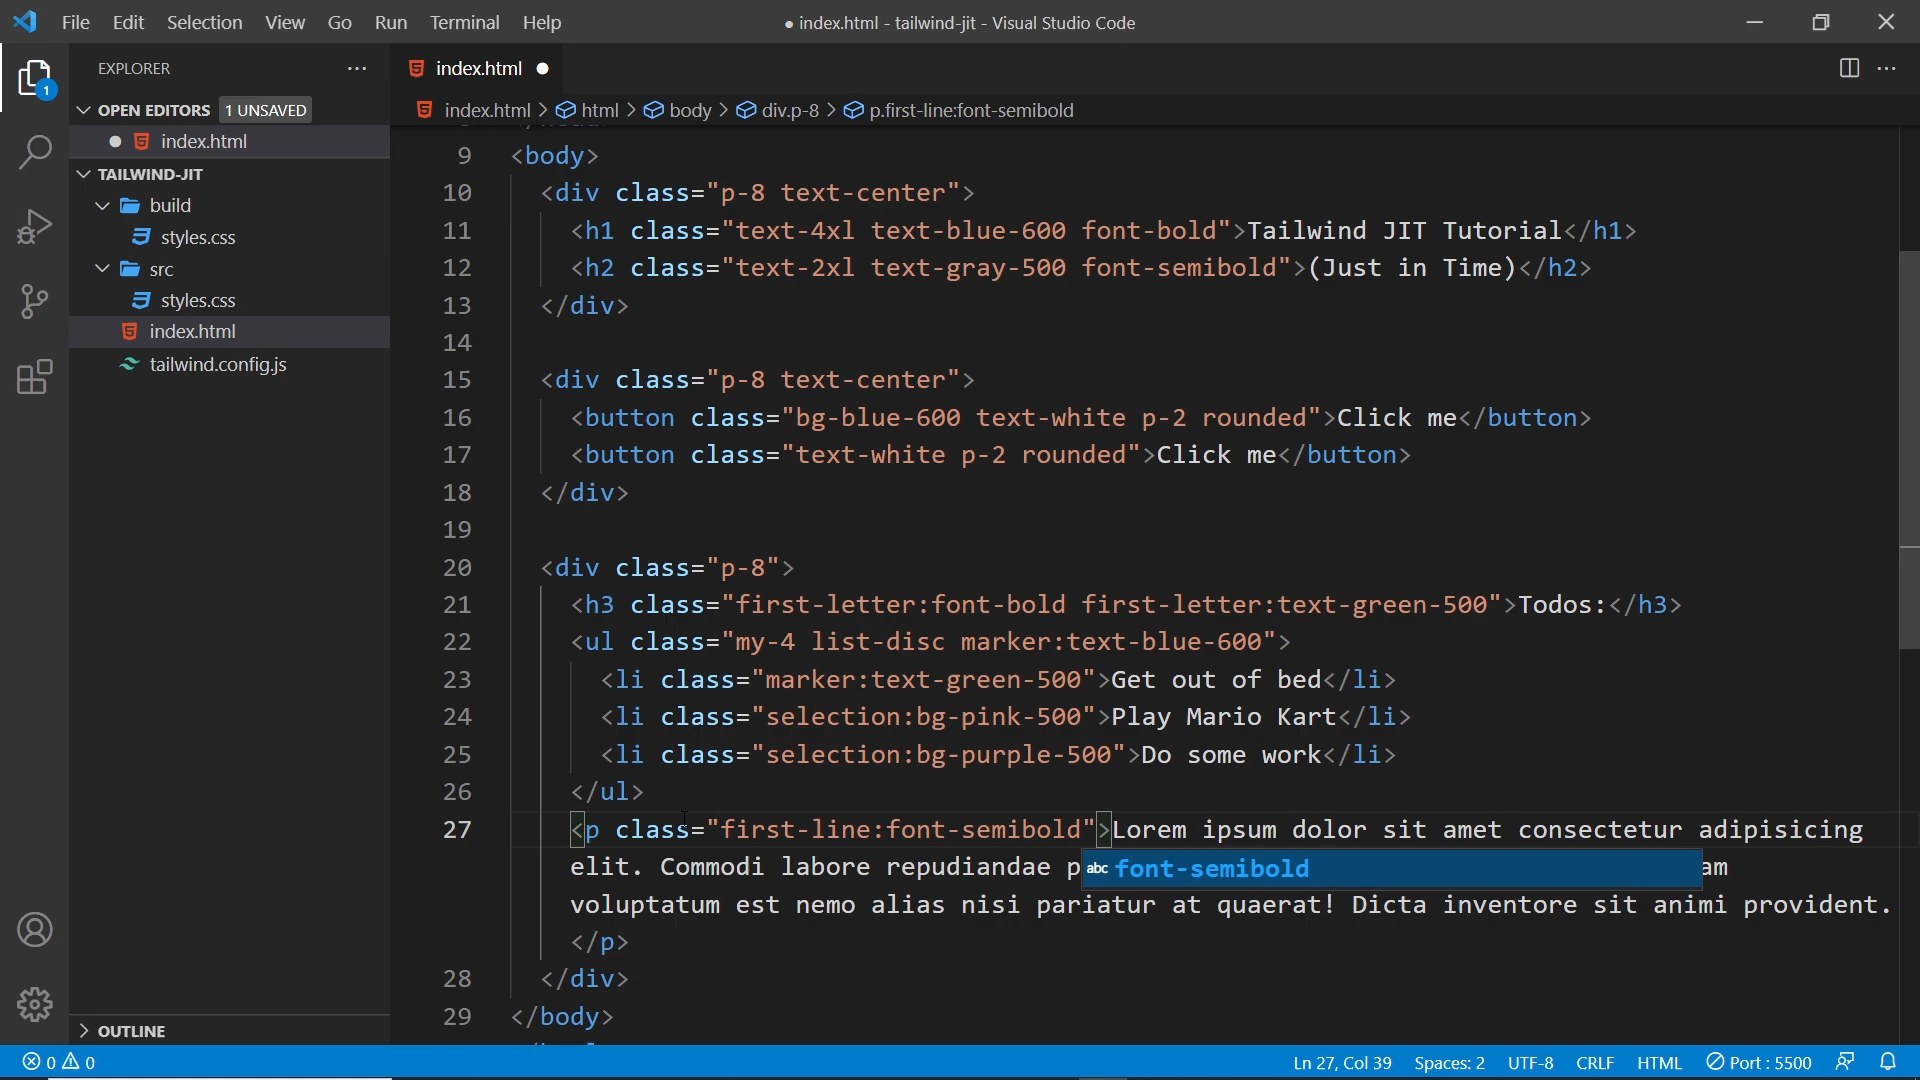 File Edit Selection View Go Run Terminal Help
● index.html - tailwind-jit - Visual Studio Code
EXPLORER
1
OPEN EDITORS 1 UNSAVED
index.html
TAILWIND-JIT
build
styles.css
src
styles.css
index.html
tailwind.config.js
OUTLINE
index.html
index.html > html > body > div.p-8 > p.first-line:font-semibold
9 <body>
10 <div class="p-8 text-center">
11 <h1 class="text-4xl text-blue-600 font-bold">Tailwind JIT Tutorial</h1>
12 <h2 class="text-2xl text-gray-500 font-semibold">(Just in Time)</h2>
13 </div>
14
15 <div class="p-8 text-center">
16 <button class="bg-blue-600 text-white p-2 rounded">Click me</button>
17 <button class="text-white p-2 rounded">Click me</button>
18 </div>
19
20 <div class="p-8">
21 <h3 class="first-letter:font-bold first-letter:text-green-500">Todos:</h3>
22 <ul class="my-4 list-disc marker:text-blue-600">
23 <li class="marker:text-green-500">Get out of bed</li>
24 <li class="selection:bg-pink-500">Play Mario Kart</li>
25 <li class="selection:bg-purple-500">Do some work</li>
26 </ul>
27 <p class="first-line:font-semibold">Lorem ipsum dolor sit amet consectetur adipisicing
elit. Commodi labore repudiandae p
abc font-semibold
am
voluptatum est nemo alias nisi pariatur at quaerat! Dicta inventore sit animi provident.
</p>
28 </div>
29 </body>
0 0
Ln 27, Col 39 Spaces: 2 UTF-8 CRLF HTML Port : 5500